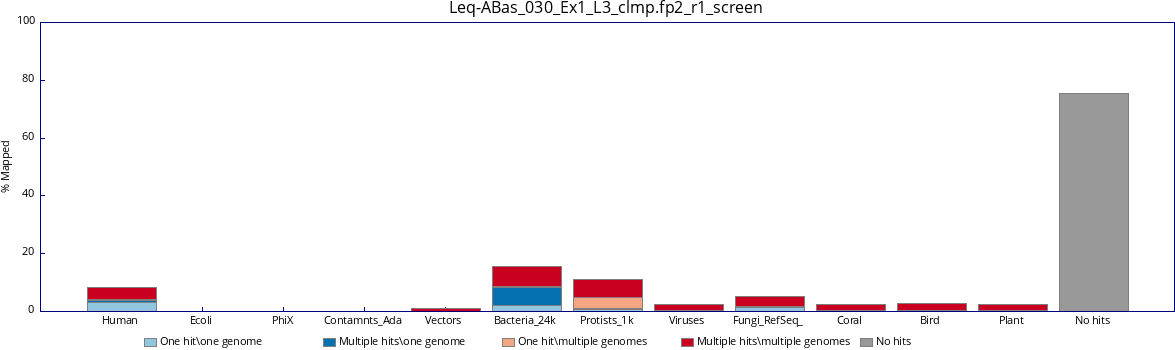 Leq-ABas_030_Ex1_L3_clmp.fp2_r1_screen
100
80
60
40
20
0
% Mapped
Human Ecoli PhiX Contamnts_Ada Vectors Bacteria_24k Protists_1k Viruses Fungi_RefSeq_ Coral Bird Plant No hits
One hit\one genome Multiple hits\one genome One hit\multiple genomes Multiple hits\multiple genomes No hits